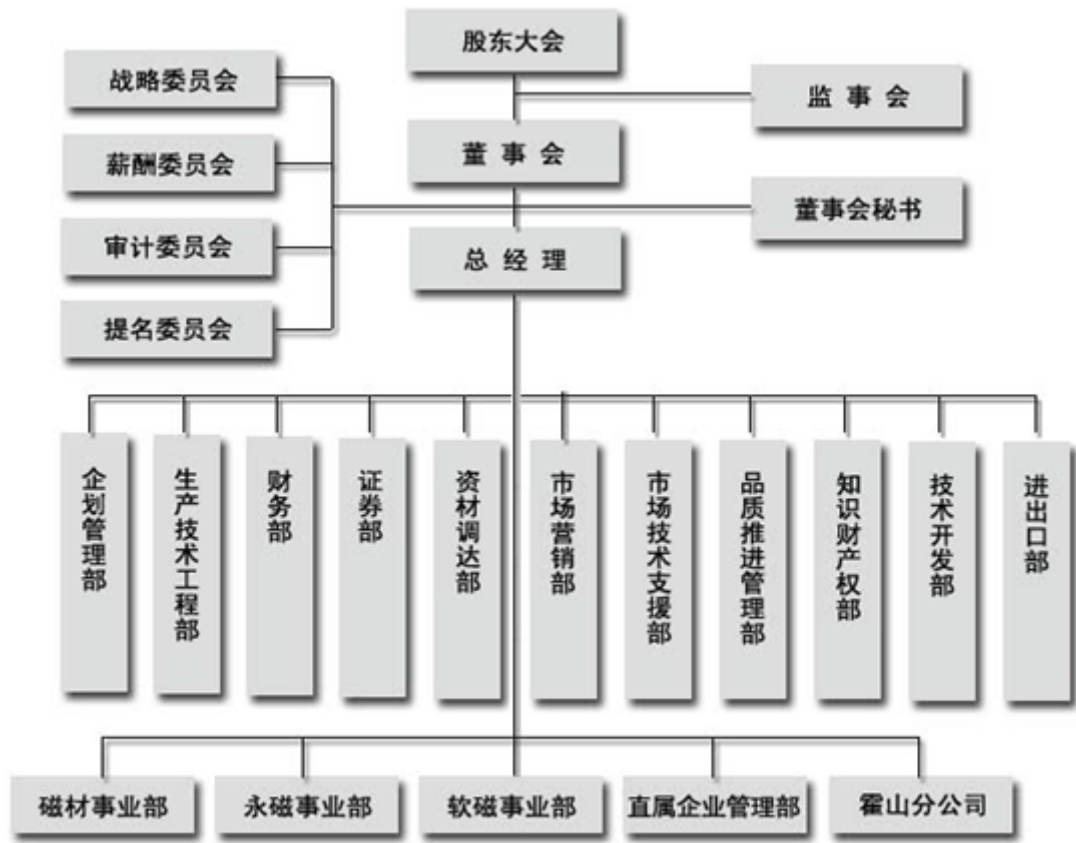 股东大会
战略委员会
监事会
董事会
薪酬委员会
董事会秘书
审计委员会
总经理
提名委员会
企划管理部
生产技术工程部
财务部
证券部
资材调达部
市场营销部
市场技术支援部
品质推进管理部
知识财产权部
技术开发部
进出口部
磁材事业部
永磁事业部
软磁事业部
直属企业管理部
霍山分公司